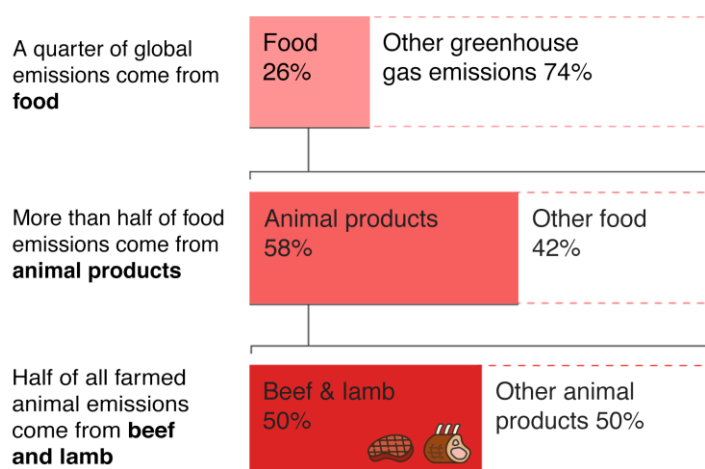 A quarter of global
emissions come from
food
Food
26%
Other greenhouse
gas emissions 74%
More than half of food
emissions come from
animal products
Animal products
58%
Other food
42%
Half of all farmed
animal emissions
come from beef
and lamb
Beef & lamb
50%
Other animal
products 50%